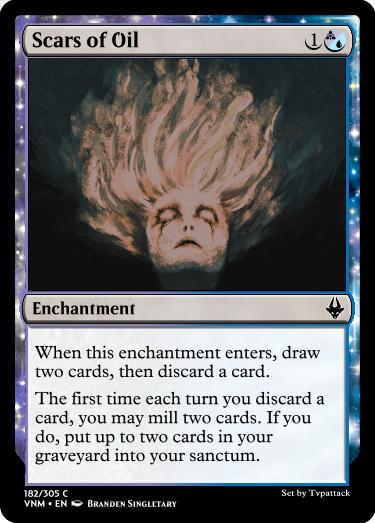 Scars of Oil 1
Enchantment
When this enchantment enters, draw
two cards, then discard a card.
The first time each turn you discard a
card, you may mill two cards. If you
do, put up to two cards in your
graveyard into your sanctum.
182/305 C
VNM • EN Branden Singletary
Set by Tvpattack